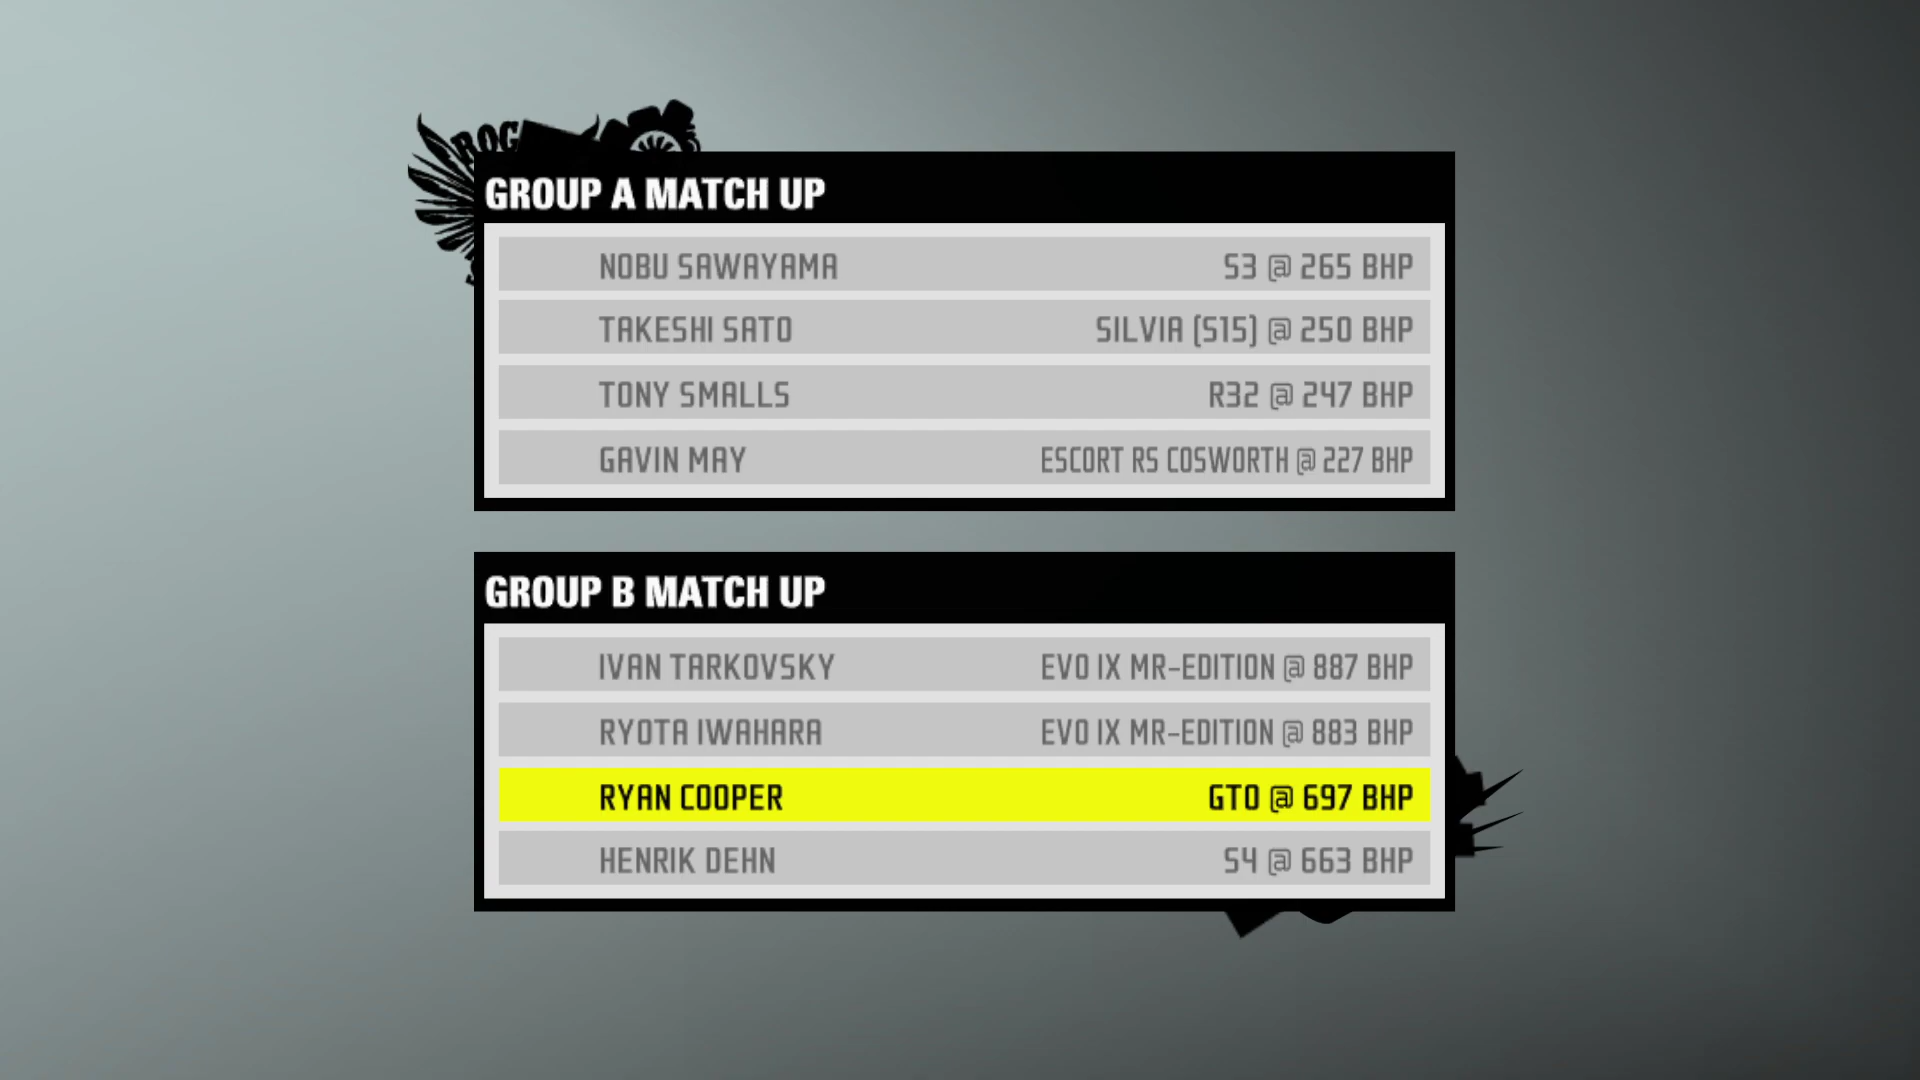 ROG
GROUP A MATCH UP
NOBU SAWAYAMA S3 @ 265 BHP
TAKESHI SATO SILVIA (S15) @ 250 BHP
TONY SMALLS R32 @ 247 BHP
GAVIN MAY ESCORT RS COSWORTH @ 227 BHP
GROUP B MATCH UP
IVAN TARKOVSKY EVO IX MR-EDITION @ 887 BHP
RYOTA IWAHARA EVO IX MR-EDITION @ 883 BHP
RYAN COOPER GTO @ 697 BHP
HENRIK DEHN S4 @ 663 BHP